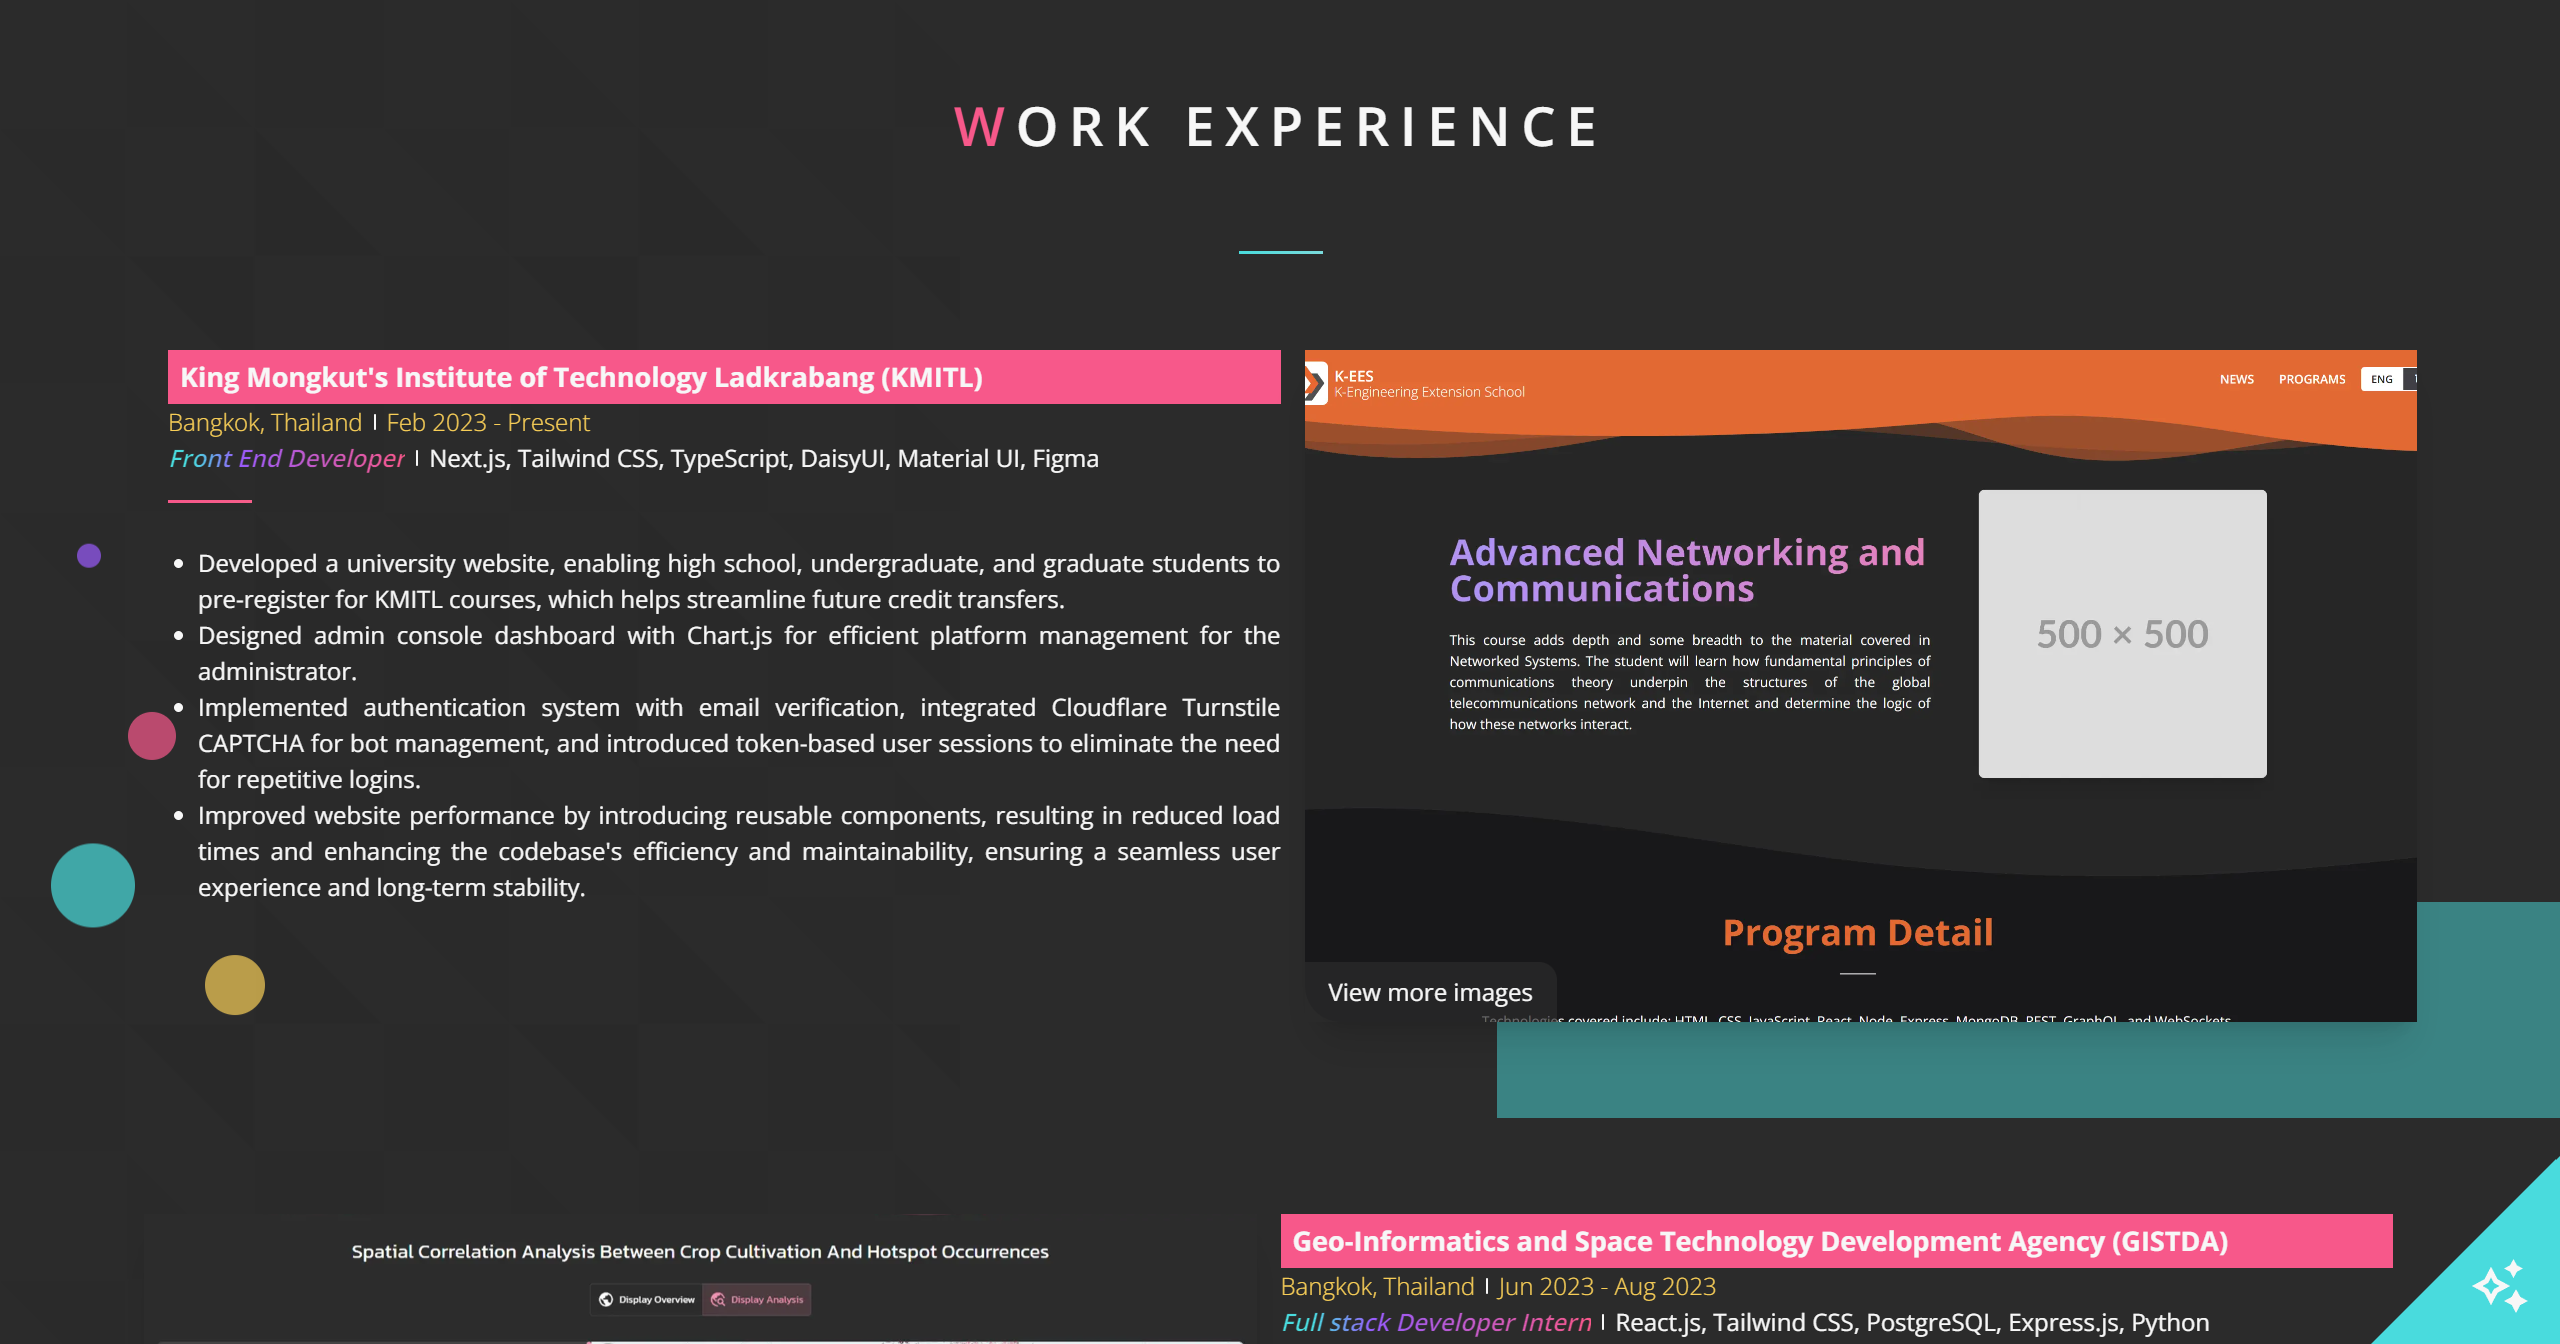 WORK EXPERIENCE
King Mongkut's Institute of Technology Ladkrabang (KMITL)
Bangkok, Thailand | Feb 2023 - Present
Front End Developer | Next.js, Tailwind CSS, TypeScript, DaisyUI, Material UI, Figma
• Developed a university website, enabling high school, undergraduate, and graduate students to
pre-register for KMITL courses, which helps streamline future credit transfers.
• Designed admin console dashboard with Chart.js for efficient platform management for the
administrator.
• Implemented authentication system with email verification, integrated Cloudflare Turnstile
CAPTCHA for bot management, and introduced token-based user sessions to eliminate the need
for repetitive logins.
• Improved website performance by introducing reusable components, resulting in reduced load
times and enhancing the codebase's efficiency and maintainability, ensuring a seamless user
experience and long-term stability.
K-EES
K-Engineering Extension School
NEWS PROGRAMS ENG
Advanced Networking and
Communications
This course adds depth and some breadth to the material covered in
Networked Systems. The student will learn how fundamental principles of
communications theory underpin the structures of the global
telecommunications network and the Internet and determine the logic of
how these networks interact.
500 × 500
Program Detail
View more images
Technologies covered include: HTML, CSS, JavaScript, React, Node, Express, MongoDB, REST, GraphQL, and WebSockets
Spatial Correlation Analysis Between Crop Cultivation And Hotspot Occurrences
Display Overview Display Analysis
Geo-Informatics and Space Technology Development Agency (GISTDA)
Bangkok, Thailand | Jun 2023 - Aug 2023
Full stack Developer Intern | React.js, Tailwind CSS, PostgreSQL, Express.js, Python